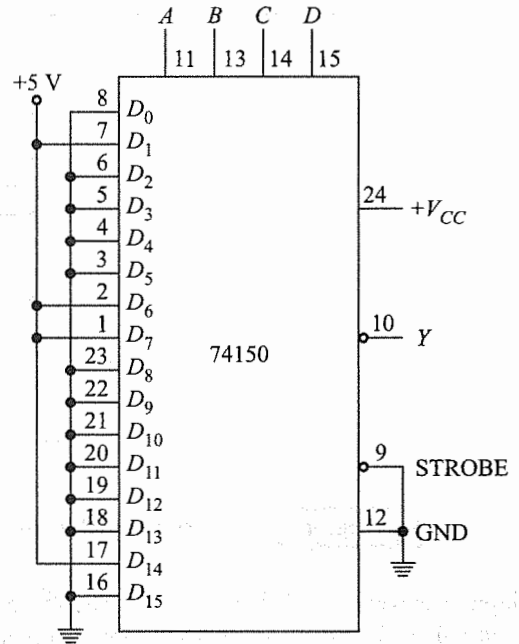 A B C D
11 13 14 15
+5 V
8 D0
7 D1
6 D2
5 D3
24 +VCC
4 D4
3 D5
2 D6
10 Y
1 D7
74150
23 D8
22 D9
21 D10
20 D11
9 STROBE
19 D12
18 D13
12 GND
17 D14
16 D15